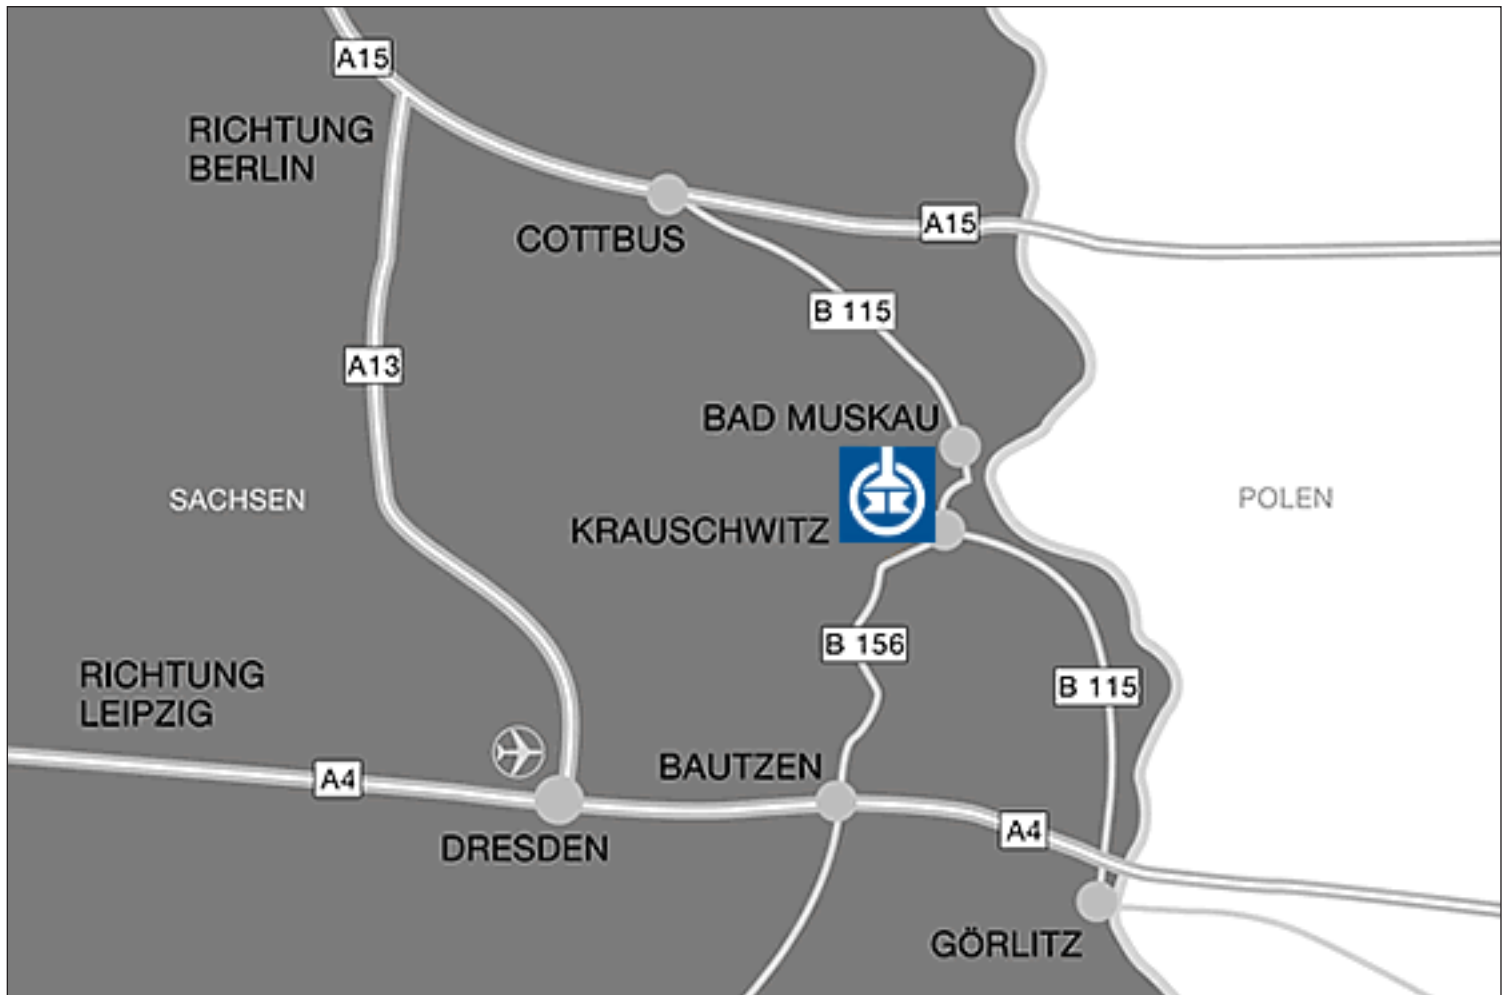 A15
RICHTUNG
BERLIN
COTTBUS
A15
B 115
A13
BAD MUSKAU
SACHSEN
POLEN
KRAUSCHWITZ
B 156
RICHTUNG
LEIPZIG
B 115
BAUTZEN
A4
A4
DRESDEN
GÖRLITZ